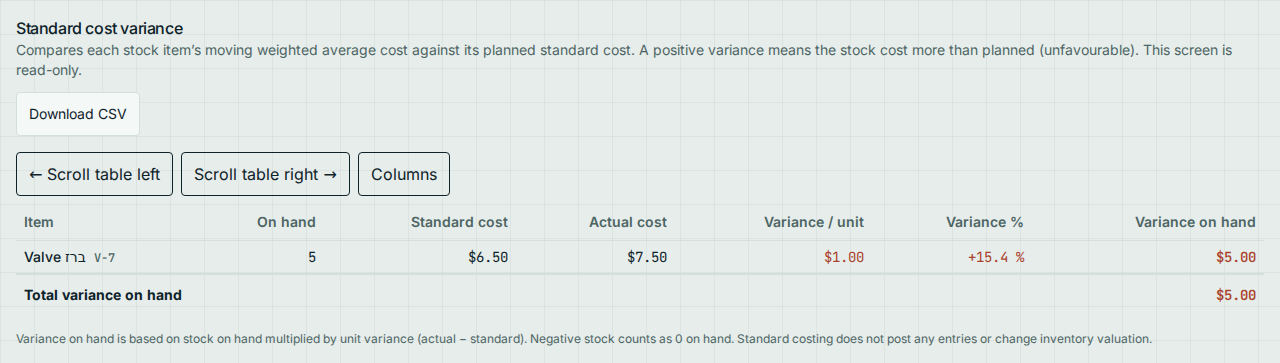 Standard cost variance
Compares each stock item's moving weighted average cost against its planned standard cost. A positive variance means the stock cost more than planned (unfavourable). This screen is
read-only.
Download CSV
← Scroll table left Scroll table right → Columns
Item On hand Standard cost Actual cost Variance / unit Variance % Variance on hand
Valve ברז V-7 5 $6.50 $7.50 $1.00 +15.4 % $5.00
Total variance on hand $5.00
Variance on hand is based on stock on hand multiplied by unit variance (actual − standard). Negative stock counts as 0 on hand. Standard costing does not post any entries or change inventory valuation.